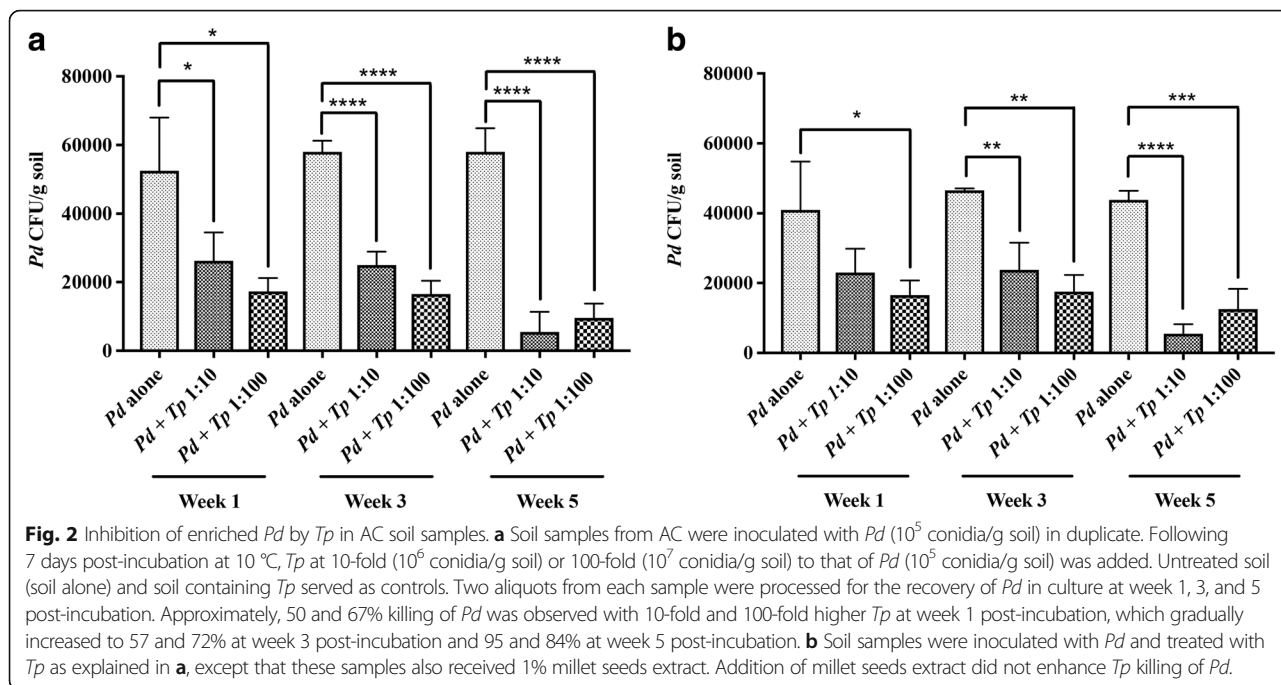 a
b
*
*
****
****
****
****
80000
60000
40000
20000
0
Pd CFU/g soil
Pd alone
Pd + Tp 1:10
Pd + Tp 1:100
Pd alone
Pd + Tp 1:10
Pd + Tp 1:100
Pd alone
Pd + Tp 1:10
Pd + Tp 1:100
Week 1
Week 3
Week 5
*
**
**
***
****
80000
60000
40000
20000
0
Pd CFU/g soil
Pd alone
Pd + Tp 1:10
Pd + Tp 1:100
Pd alone
Pd + Tp 1:10
Pd + Tp 1:100
Pd alone
Pd + Tp 1:10
Pd + Tp 1:100
Week 1
Week 3
Week 5
Fig. 2 Inhibition of enriched Pd by Tp in AC soil samples. a Soil samples from AC were inoculated with Pd (10⁵ conidia/g soil) in duplicate. Following
7 days post-incubation at 10 °C, Tp at 10-fold (10⁶ conidia/g soil) or 100-fold (10⁷ conidia/g soil) to that of Pd (10⁵ conidia/g soil) was added. Untreated soil
(soil alone) and soil containing Tp served as controls. Two aliquots from each sample were processed for the recovery of Pd in culture at week 1, 3, and 5
post-incubation. Approximately, 50 and 67% killing of Pd was observed with 10-fold and 100-fold higher Tp at week 1 post-incubation, which gradually
increased to 57 and 72% at week 3 post-incubation and 95 and 84% at week 5 post-incubation. b Soil samples were inoculated with Pd and treated with
Tp as explained in a, except that these samples also received 1% millet seeds extract. Addition of millet seeds extract did not enhance Tp killing of Pd.